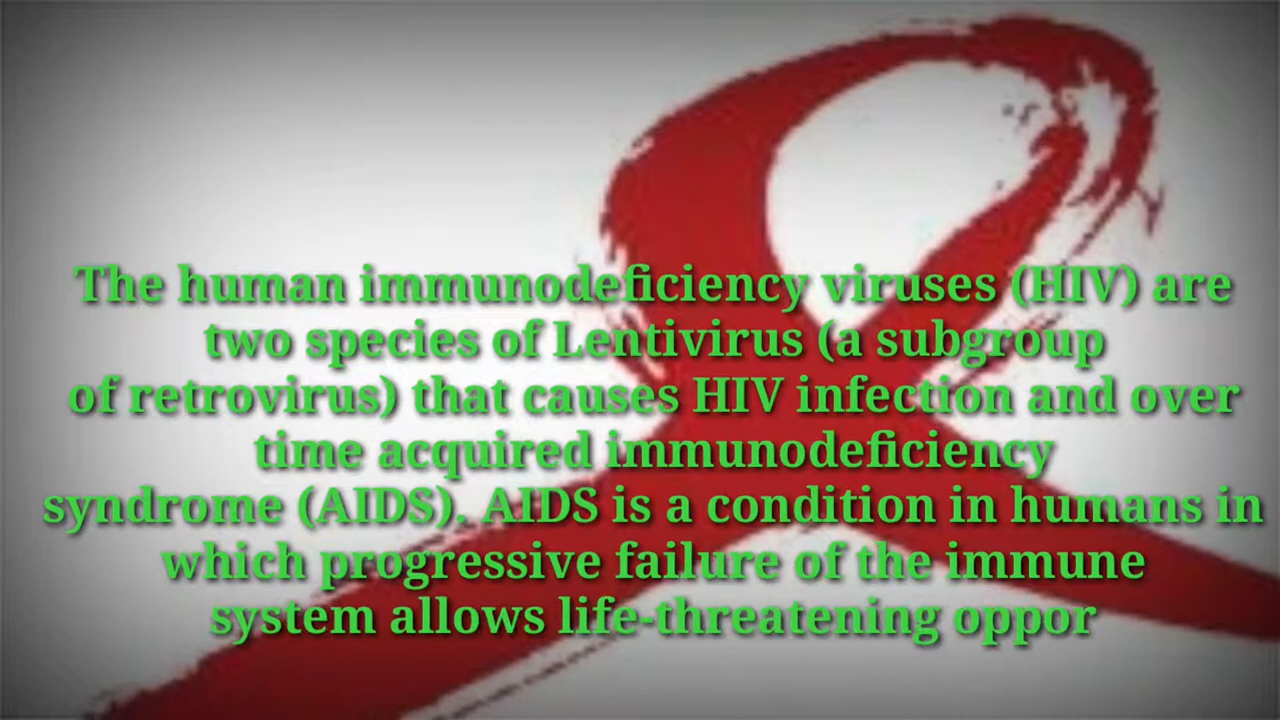 The human immunodeficiency viruses (HIV) are
two species of Lentivirus (a subgroup
of retrovirus) that causes HIV infection and over
time acquired immunodeficiency
syndrome (AIDS). AIDS is a condition in humans in
which progressive failure of the immune
system allows life-threatening oppor